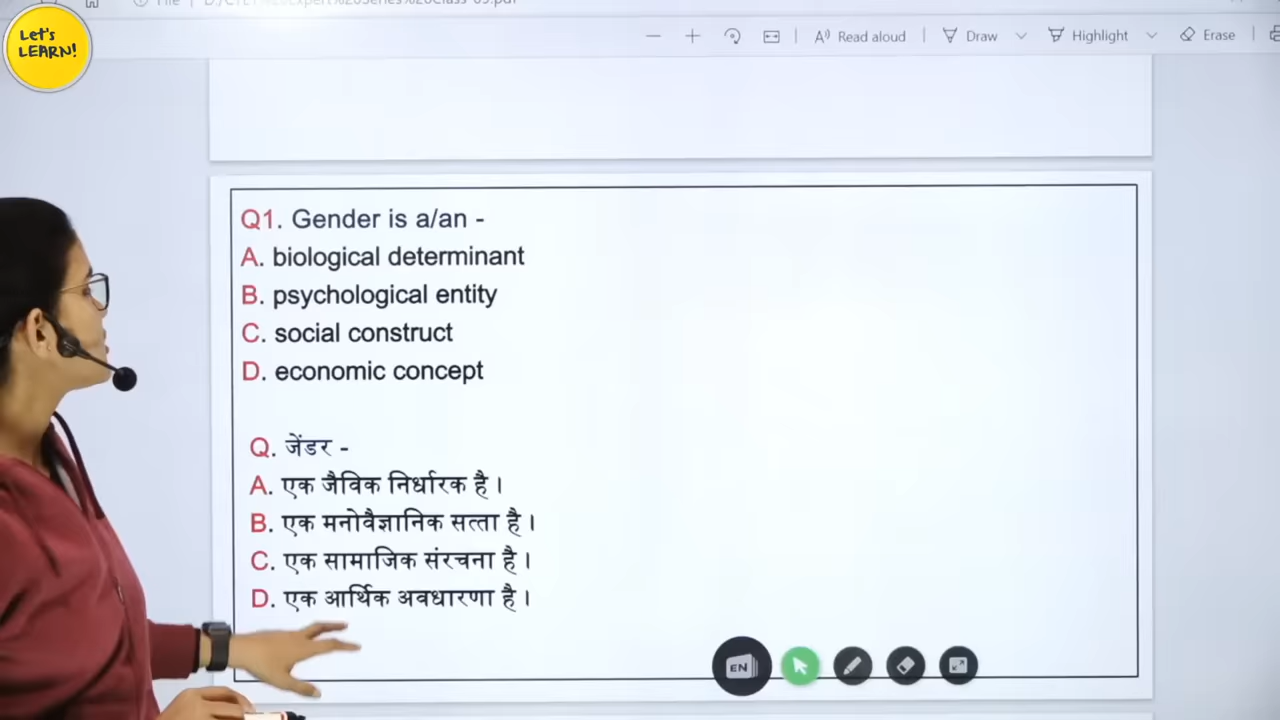 Let's
LEARN!
Read aloud
Draw
Highlight
Erase
Q1. Gender is a/an -
A. biological determinant
B. psychological entity
C. social construct
D. economic concept
Q. जेंडर -
A. एक जैविक निर्धारक है।
B. एक मनोवैज्ञानिक सत्ता है।
C. एक सामाजिक संरचना है।
D. एक आर्थिक अवधारणा है।
EN